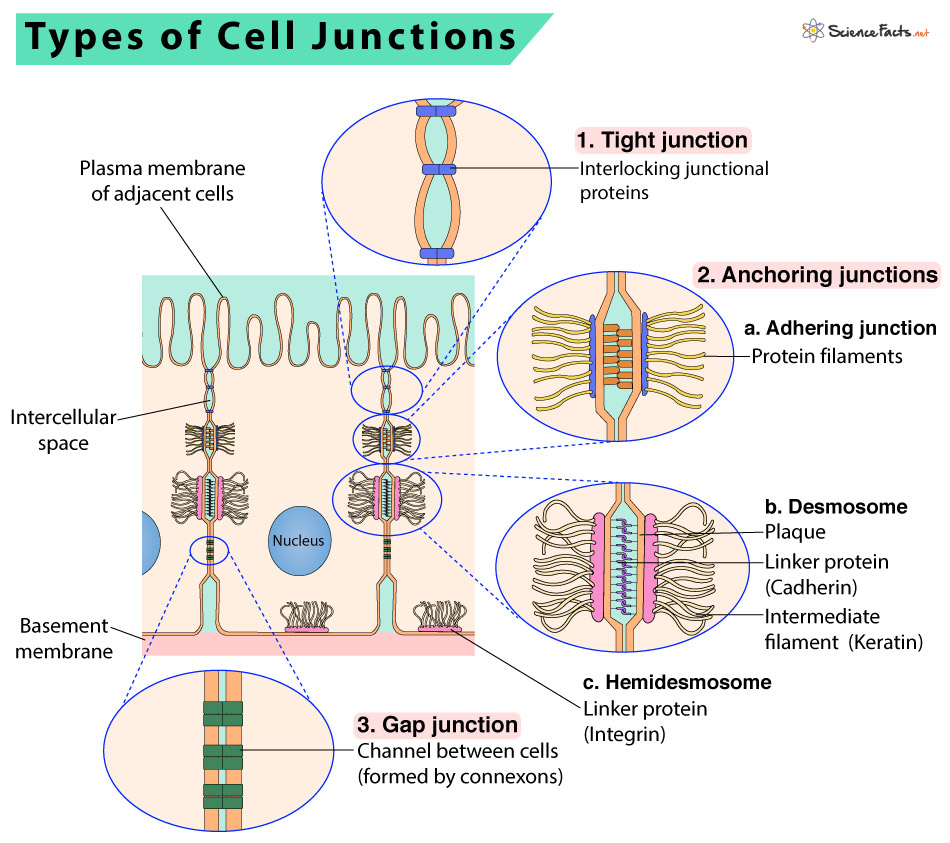 Types of Cell Junctions
ScienceFacts.net
1. Tight junction
Interlocking junctional
proteins
Plasma membrane
of adjacent cells
2. Anchoring junctions
a. Adhering junction
Protein filaments
Intercellular
space
b. Desmosome
Plaque
Linker protein
(Cadherin)
Intermediate
filament (Keratin)
Nucleus
Basement
membrane
c. Hemidesmosome
Linker protein
(Integrin)
3. Gap junction
Channel between cells
(formed by connexons)